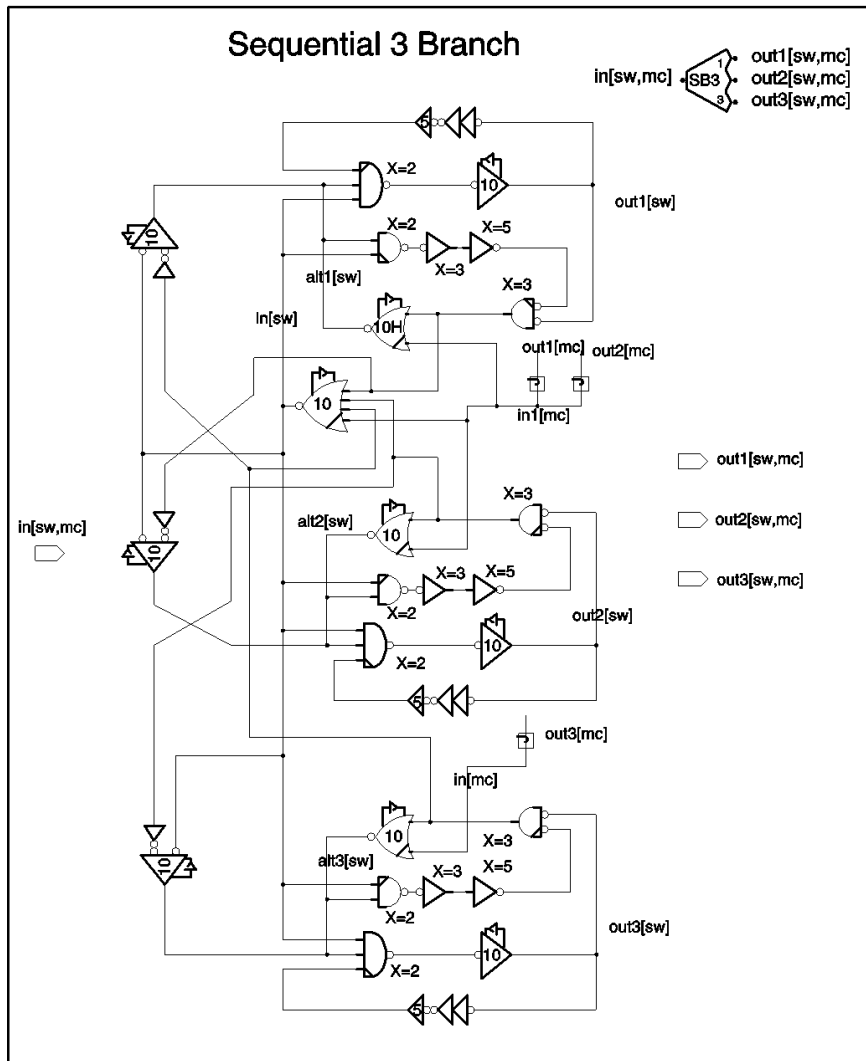 Sequential 3 Branch
in[sw,mc]
SB3
1
3
out1[sw,mc]
out2[sw,mc]
out3[sw,mc]
5
X=2
10
out1[sw]
10
X=2
X=5
X=3
alt1[sw]
X=3
in[sw]
10H
out1[mc]
out2[mc]
10
in1[mc]
out1[sw,mc]
X=3
in[sw,mc]
alt2[sw]
10
out2[sw,mc]
10
X=3
X=5
out3[sw,mc]
X=2
out2[sw]
10
X=2
5
out3[mc]
in[mc]
10
X=3
10
alt3[sw]
X=3
X=5
X=2
out3[sw]
10
X=2
5